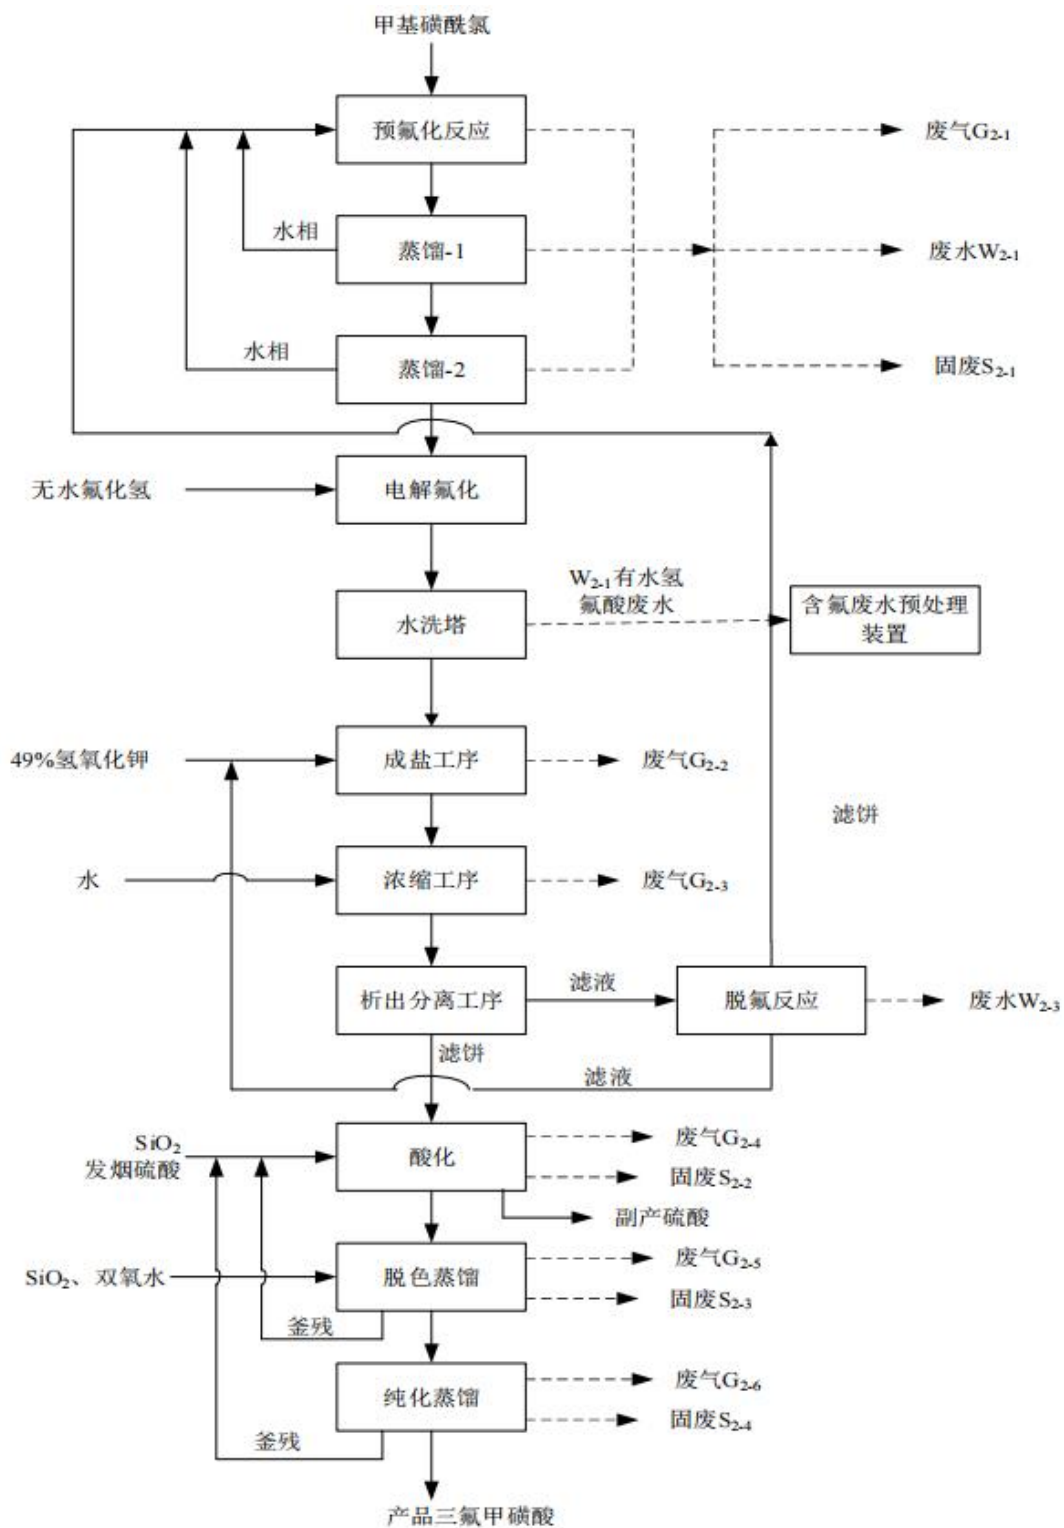 甲基磺酰氯
预氟化反应
废气G₂₋₁
水相
蒸馏-1
废水W₂₋₁
水相
蒸馏-2
固废S₂₋₁
无水氟化氢
电解氟化
W₂₋₁有水氢
氟酸废水
水洗塔
含氟废水预处理
装置
49%氢氧化钾
成盐工序
废气G₂₋₂
滤饼
水
浓缩工序
废气G₂₋₃
析出分离工序
滤液
脱氟反应
废水W₂₋₃
滤饼
滤液
SiO₂
发烟硫酸
酸化
废气G₂₋₄
固废S₂₋₂
副产硫酸
SiO₂、双氧水
脱色蒸馏
废气G₂₋₅
固废S₂₋₃
釜残
纯化蒸馏
废气G₂₋₆
固废S₂₋₄
釜残
产品三氟甲磺酸